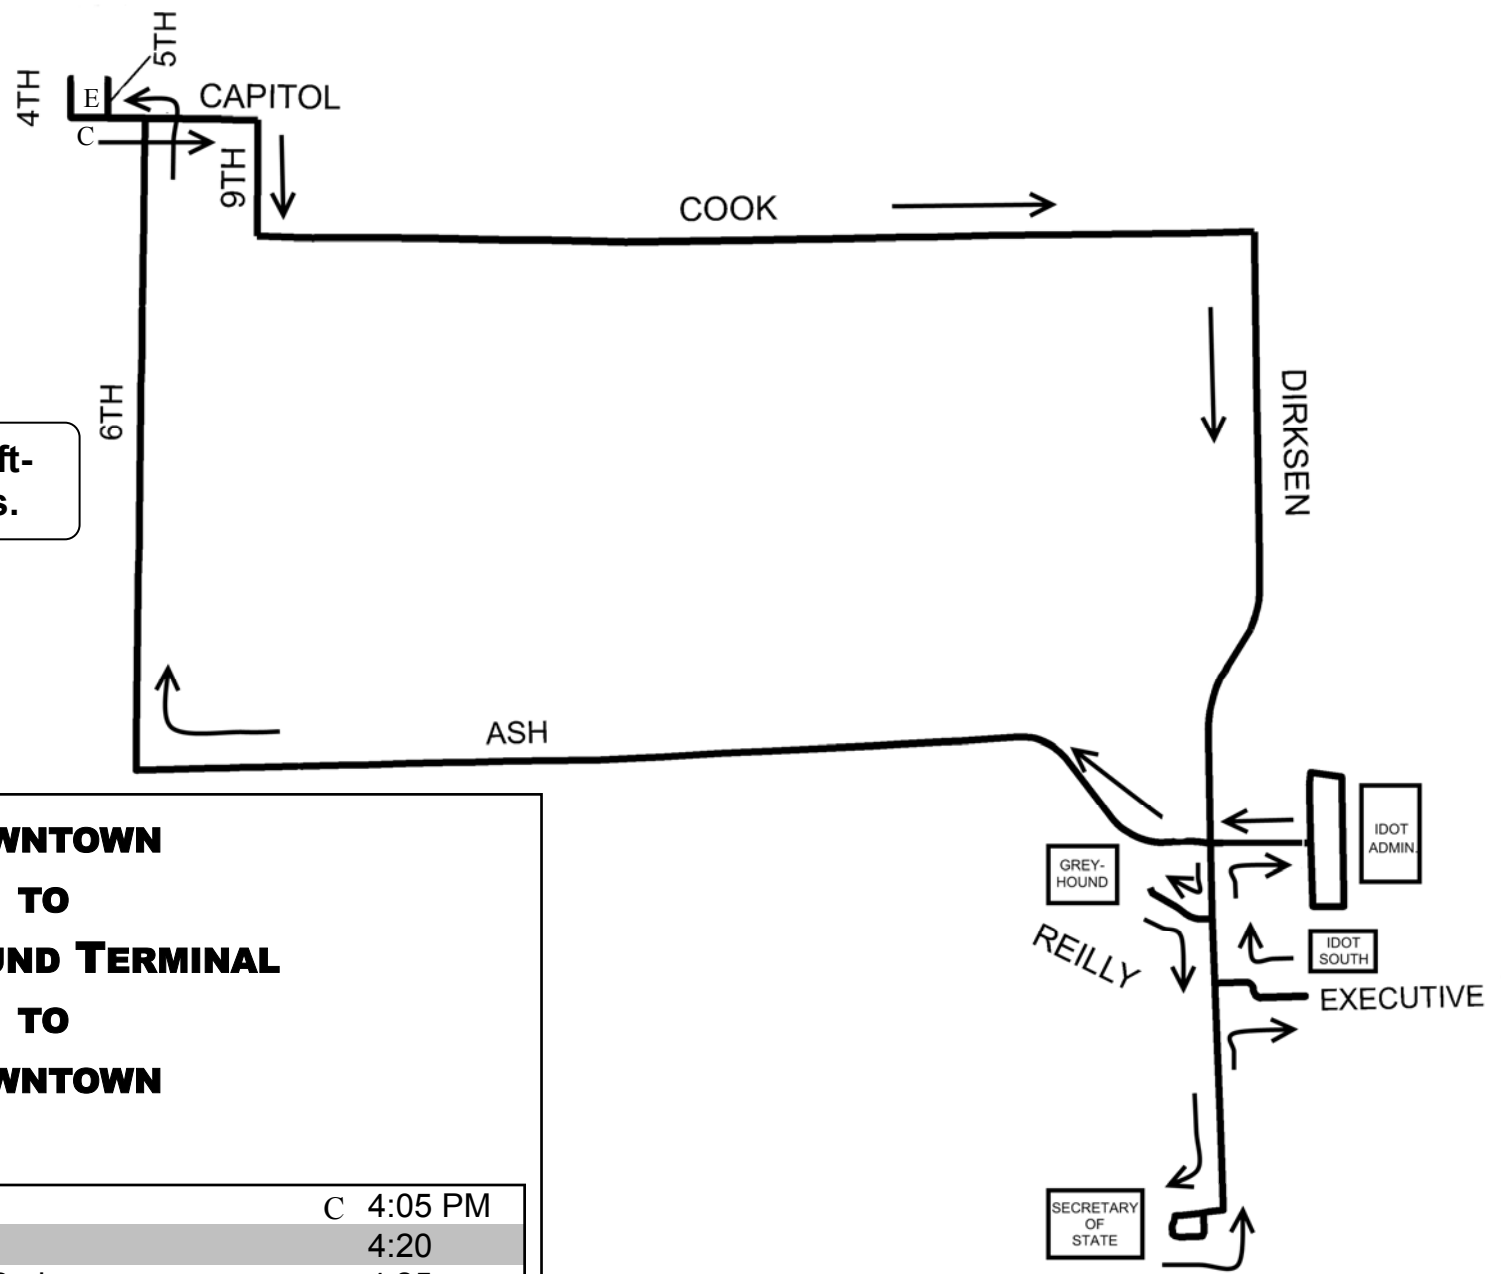 5TH
4TH
E
CAPITOL
C
9TH
COOK
6TH
DIRKSEN
ft-
s.
ASH
WNTOWN
TO
UND TERMINAL
TO
WNTOWN
IDOT
ADMIN.
GREY-
HOUND
REILLY
IDOT
SOUTH
EXECUTIVE
SECRETARY
OF
STATE
C 4:05 PM
4:20